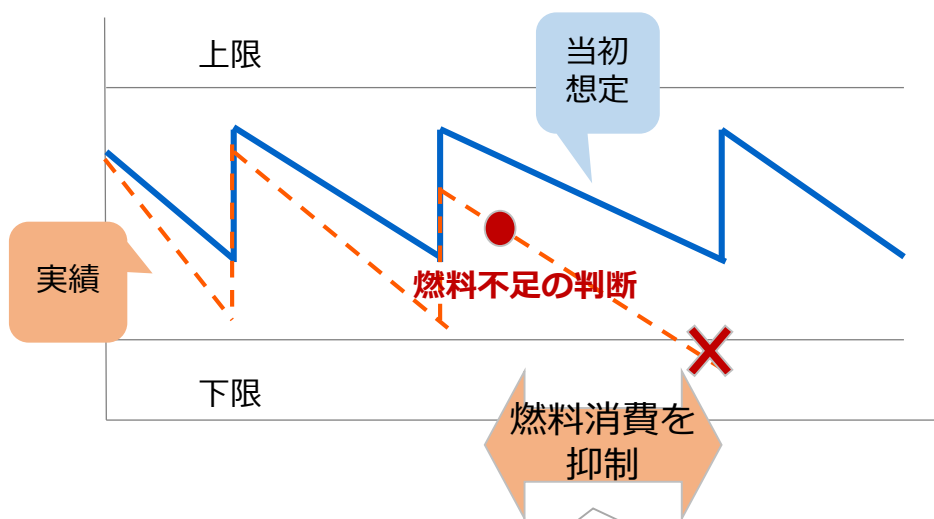 上限
当初
想定
実績
燃料不足の判断
下限
燃料消費を
抑制